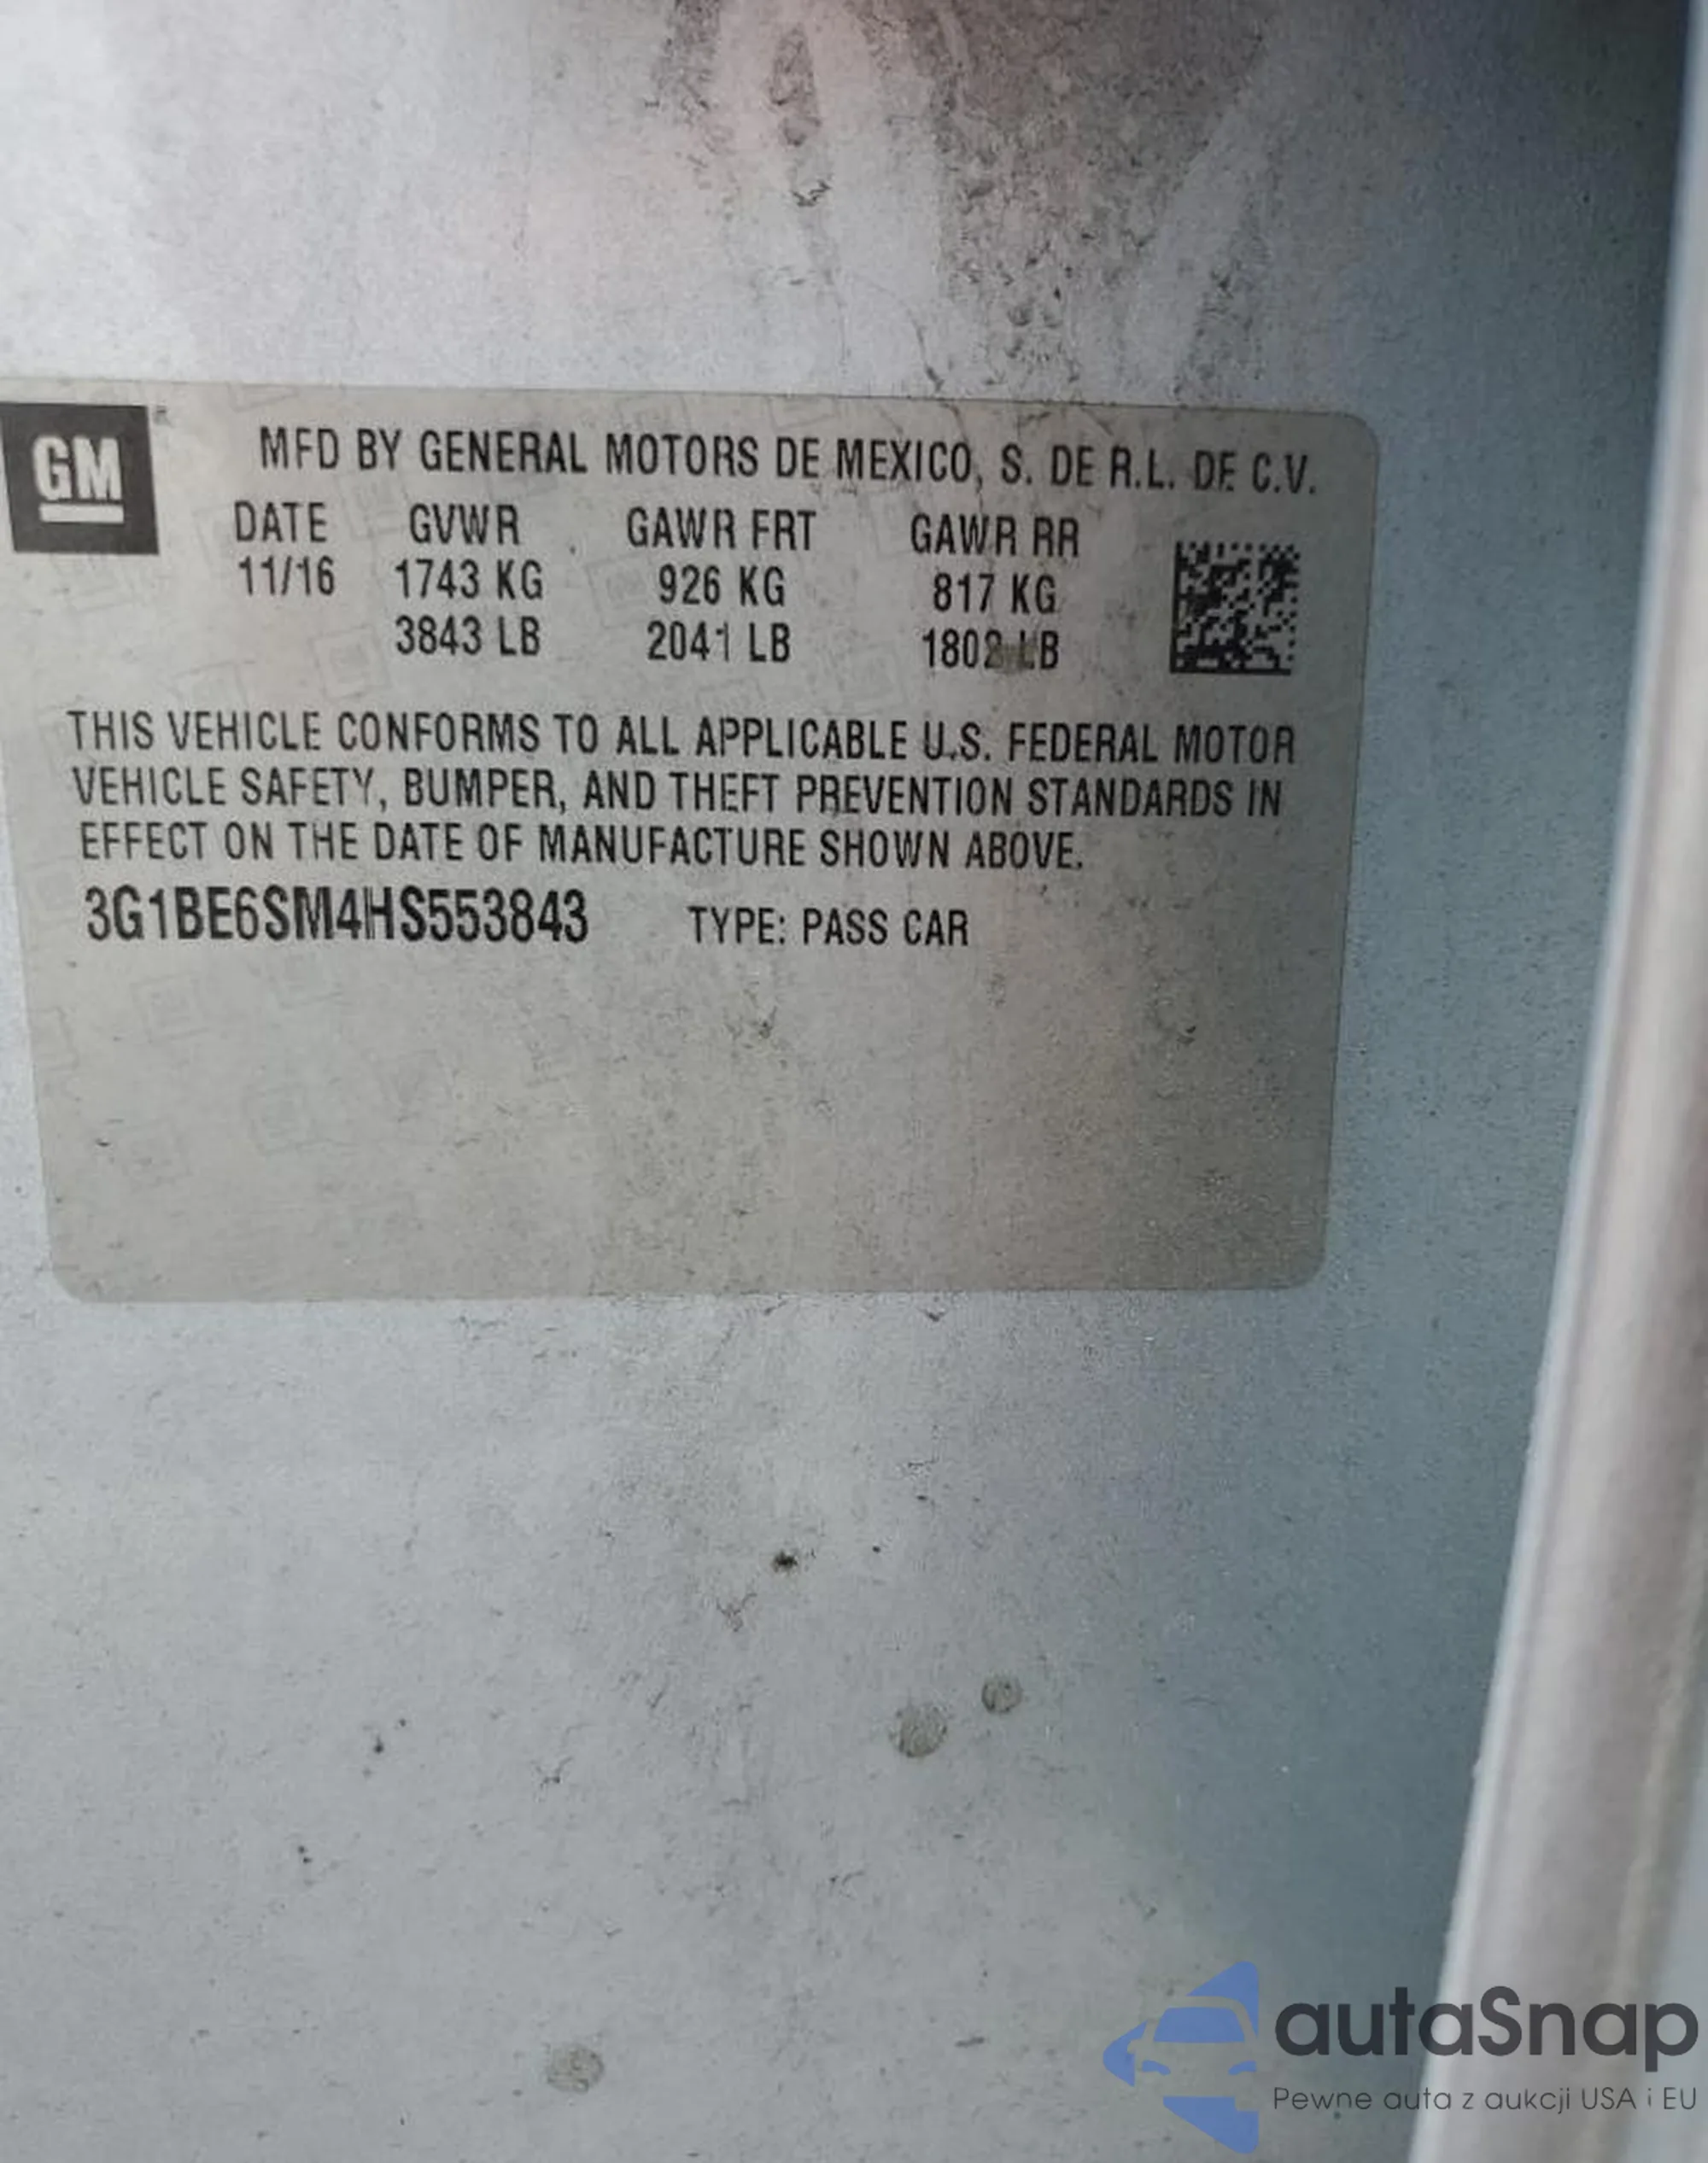 GM
MFD BY GENERAL MOTORS DE MEXICO, S. DE R.L. DE C.V.
DATE GVWR GAWR FRT GAWR RR
11/16 1743 KG 926 KG 817 KG
3843 LB 2041 LB 1802 LB
THIS VEHICLE CONFORMS TO ALL APPLICABLE U.S. FEDERAL MOTOR
VEHICLE SAFETY, BUMPER, AND THEFT PREVENTION STANDARDS IN
EFFECT ON THE DATE OF MANUFACTURE SHOWN ABOVE.
3G1BE6SM4HS553843 TYPE: PASS CAR
autaSnap
Pewne auta z aukcji USA i EU